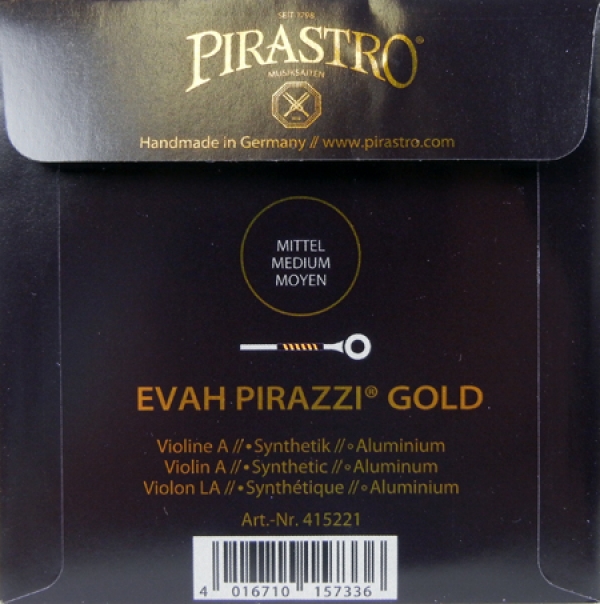 SEIT 1798
PIRASTRO®
MUSIKSAITEN
Handmade in Germany // www.pirastro.com
MITTEL
MEDIUM
MOYEN
EVAH PIRAZZI® GOLD
Violine A // • Synthetik // ∘ Aluminium
Violin A // • Synthetic // ∘ Aluminum
Violon LA // • Synthétique // ∘ Aluminium
Art.-Nr. 415221
4 016710 157336